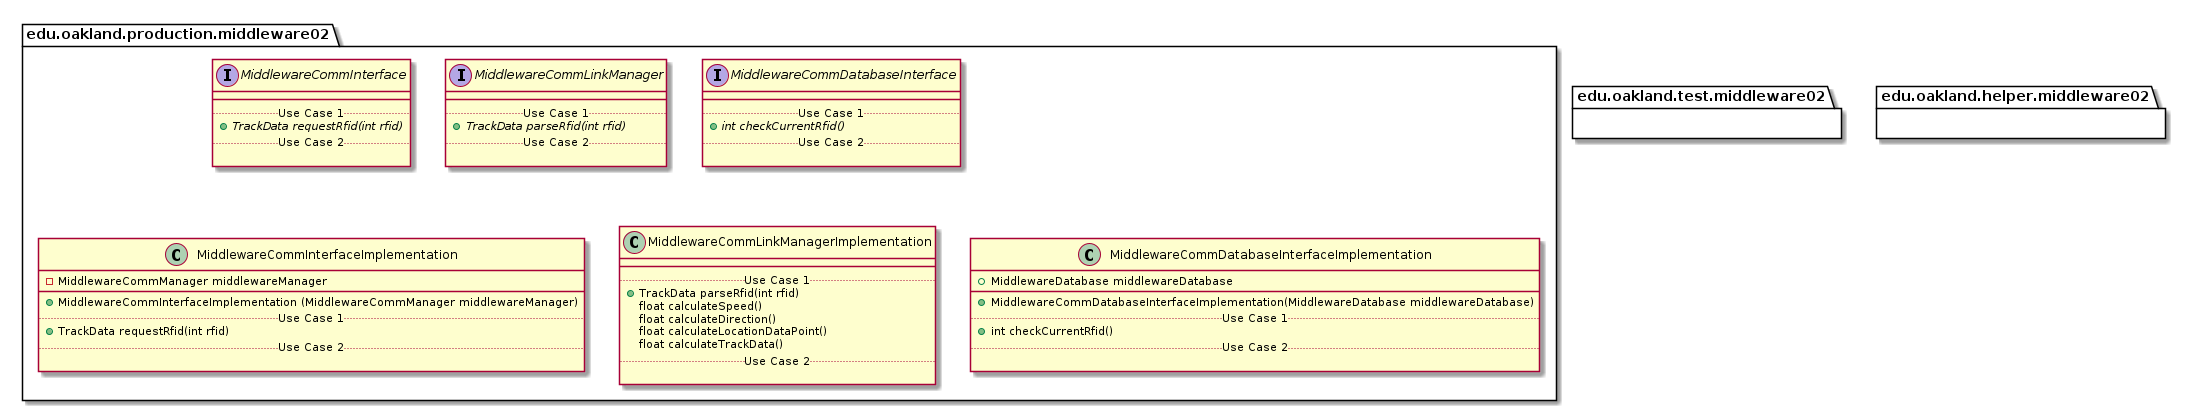 edu.oakland.production.middleware02
I MiddlewareCommInterface
Use Case 1
TrackData requestRfid(int rfid)
Use Case 2
I MiddlewareCommLinkManager
Use Case 1
TrackData parseRfid(int rfid)
Use Case 2
I MiddlewareCommDatabaseInterface
Use Case 1
int checkCurrentRfid()
Use Case 2
C MiddlewareCommInterfaceImplementation
MiddlewareCommManager middlewareManager
MiddlewareCommInterfaceImplementation (MiddlewareCommManager middlewareManager)
Use Case 1
TrackData requestRfid(int rfid)
Use Case 2
C MiddlewareCommLinkManagerImplementation
Use Case 1
TrackData parseRfid(int rfid)
float calculateSpeed()
float calculateDirection()
float calculateLocationDataPoint()
float calculateTrackData()
Use Case 2
C MiddlewareCommDatabaseInterfaceImplementation
MiddlewareDatabase middlewareDatabase
MiddlewareCommDatabaseInterfaceImplementation(MiddlewareDatabase middlewareDatabase)
Use Case 1
int checkCurrentRfid()
Use Case 2
edu.oakland.test.middleware02
edu.oakland.helper.middleware02